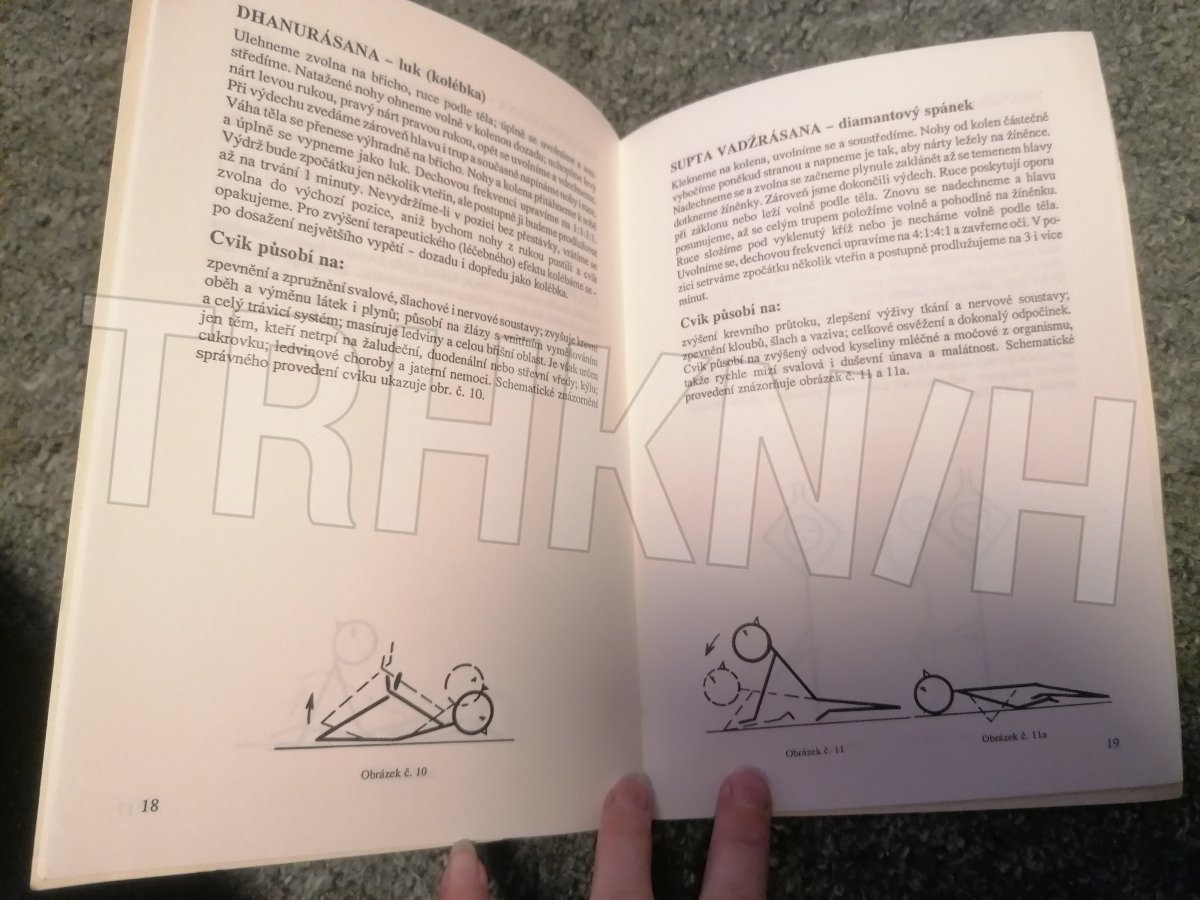 DHANURÁSANA – luk (kolébka)
Ulehneme zvolna na břicho, ruce podle těla; úplně se uvolníme a sou-
středíme. Natažené nohy ohneme volně v kolenou dozadu; uchopíme levý
nárt levou rukou, pravý nárt pravou rukou, opět se uvolníme a vdechneme.
Při výdechu zvedáme zároveň hlavu i trup a současně napínáme nohy i ruce.
Váha těla se přenese výhradně na břicho. Nohy a kolena přitáhneme k sobě
a úplně se vypneme jako luk. Dechovou frekvenci upravíme na 1:1:1:1.
Výdrž bude zpočátku jen několik vteřin, ale postupně ji budeme prodlužovat
až na trvání 1 minuty. Nevydržíme-li v pozici bez přestávky, vrátíme se
zvolna do výchozí pozice, aniž bychom nohy z rukou pustili a cvik
opakujeme. Pro zvýšení terapeutického (léčebného) efektu kolébáme se –
po dosažení největšího vypětí – dozadu i dopředu jako kolébka.
Cvik působí na:
zpevnění a zpružnění svalové, šlachové i nervové soustavy; zvyšuje krevní
oběh a výměnu látek i plynů; působí na žlázy s vnitřním vyměšováním
a celý trávicí systém; masíruje ledviny a celou břišní oblast. Je však určen
jen těm, kteří netrpí na žaludeční, duodenální nebo střevní vředy; kýlu;
cukrovku; ledvinové choroby a jaterní nemoci. Schematické znázornění
správného provedení cviku ukazuje obr. č. 10.
Obrázek č. 10
18
SUPTA VADŽRÁSANA – diamantový spánek
Klekneme na kolena, uvolníme se a soustředíme. Nohy od kolen částečně
vybočíme poněkud stranou a napneme je tak, aby nárty ležely na žíněnce.
Nadechneme se a zvolna se začneme plynule zaklánět až se temenem hlavy
dotkneme žíněnky. Zároveň jsme dokončili výdech. Ruce poskytují oporu
při záklonu nebo leží volně podle těla. Znovu se nadechneme a hlavu
posunujeme, až se celým trupem položíme volně a pohodlně na žíněnku.
Ruce složíme pod vyklenutý kříž nebo je necháme volně podle těla.
Uvolníme se, dechovou frekvenci upravíme na 4:1:4:1 a zavřeme oči. V po-
zici setrváme zpočátku několik vteřin a postupně prodlužujeme na 3 i více
minut.
Cvik působí na:
zvýšení krevního průtoku, zlepšení výživy tkání a nervové soustavy;
zpevnění kloubů, šlach a vaziva; celkové osvěžení a dokonalý odpočinek.
Cvik působí na zvýšený odvod kyseliny mléčné a močové z organismu,
takže rychle mizí svalová i duševní únava a malátnost. Schematické
provedení znázorňuje obrázek č. 11 a 11a.
Obrázek č. 11
Obrázek č. 11a
19
TRHKN/H